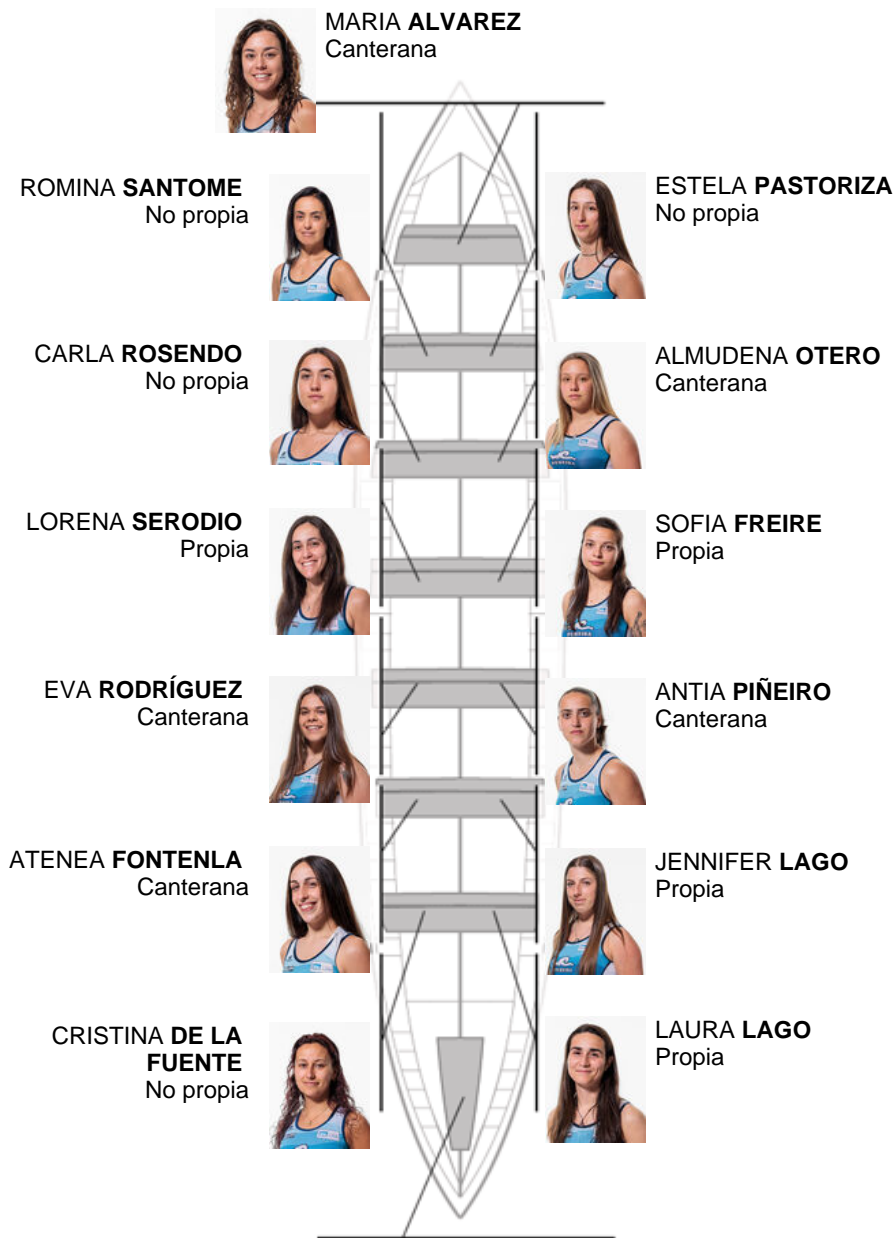 MARIA ALVAREZ
Canterana
ROMINA SANTOME
No propia
ESTELA PASTORIZA
No propia
CARLA ROSENDO
No propia
ALMUDENA OTERO
Canterana
LORENA SERODIO
Propia
SOFIA FREIRE
Propia
EVA RODRÍGUEZ
Canterana
ANTIA PIÑEIRO
Canterana
ATENEA FONTENLA
Canterana
JENNIFER LAGO
Propia
CRISTINA DE LA
FUENTE
No propia
LAURA LAGO
Propia